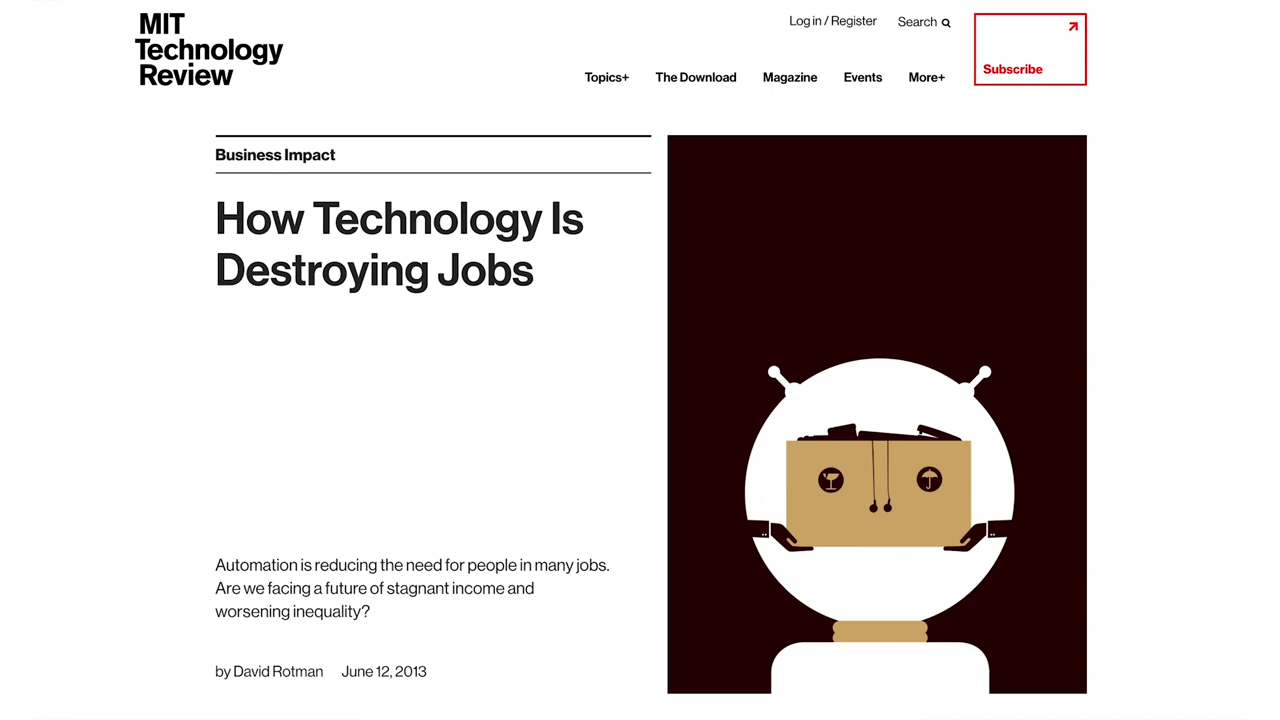 MIT
Technology
Review
Log in / Register
Search
Topics+
The Download
Magazine
Events
More+
Subscribe
Business Impact
How Technology Is
Destroying Jobs
Automation is reducing the need for people in many jobs.
Are we facing a future of stagnant income and
worsening inequality?
by David Rotman
June 12, 2013